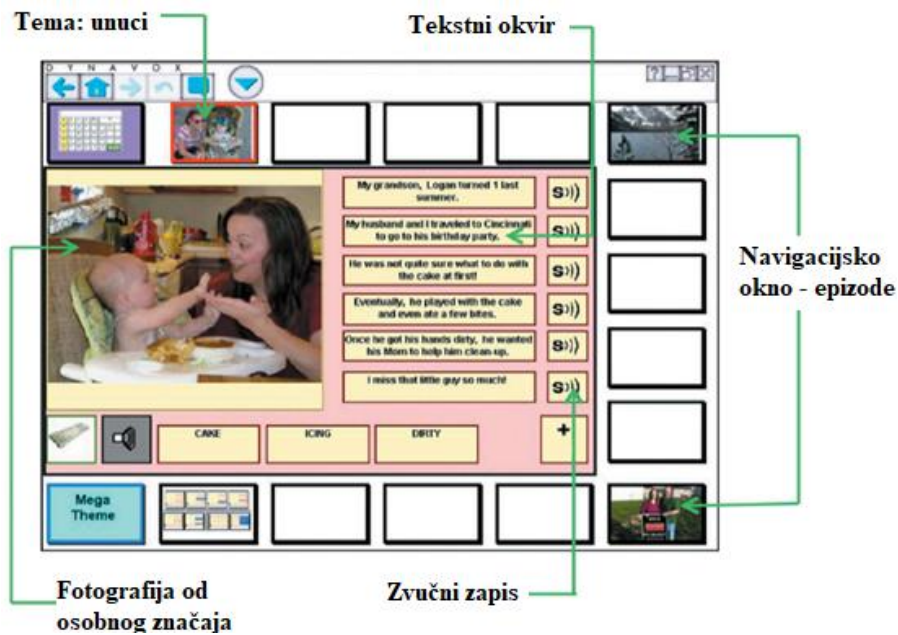 Tema: unuci
Tekstni okvir
DYNAVOX
My grandson, Logan turned 1 last
summer.
S
My husband and I traveled to Cincinnati
to go to his birthday party.
S
He was not quite sure what to do with
the cake at first!
S
Eventually, he played with the cake
and even ate a few bites.
S
Once he got his hands dirty, he wanted
his Mom to help him clean-up.
S
I miss that little guy so much!
S
CAKE
ICING
DIRTY
+
Mega
Theme
Navigacijsko
okno - epizode
Fotografija od
osobnog značaja
Zvučni zapis